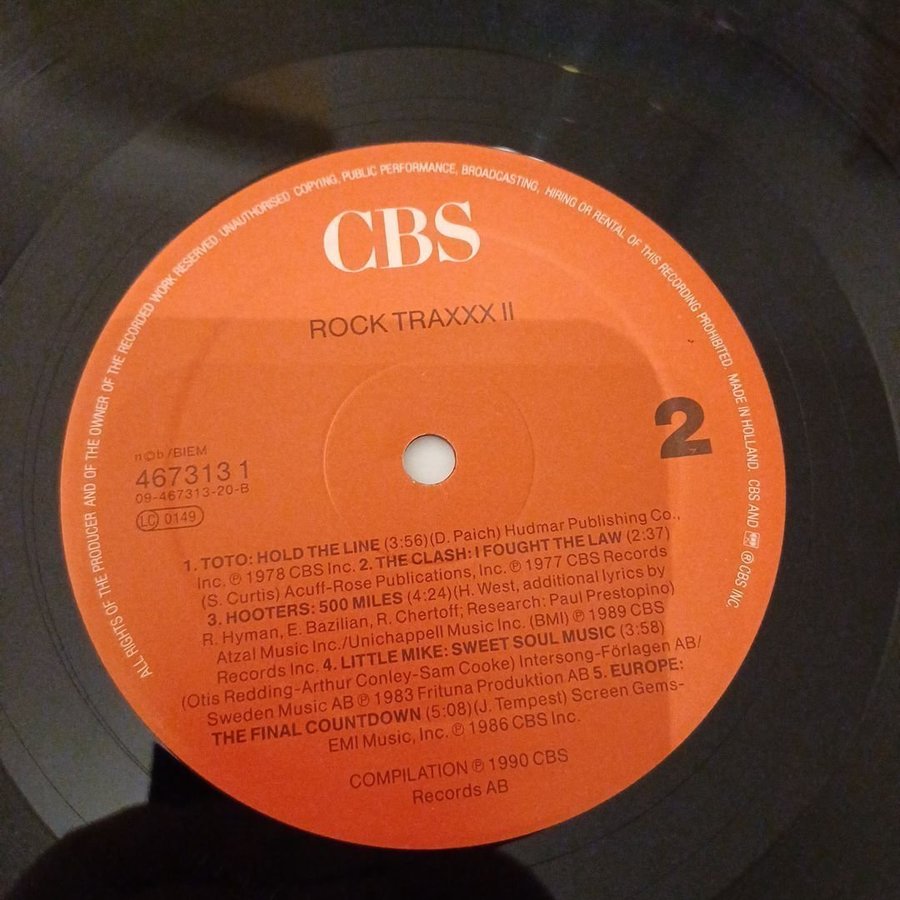 ALL RIGHTS OF THE PRODUCER AND OF THE OWNER OF THE RECORDED WORK RESERVED. UNAUTHORISED COPYING, PUBLIC PERFORMANCE, BROADCASTING, HIRING OR RENTAL OF THIS RECORDING PROHIBITED. MADE IN HOLLAND. CBS AND ℗ CBS INC.
CBS
ROCK TRAXXX II
2
n©b/BIEM
467313 1
09-467313-20-B
LC 0149
1. TOTO: HOLD THE LINE (3:56)(D. Paich) Hudmar Publishing Co.,
Inc. ℗ 1978 CBS Inc. 2. THE CLASH: I FOUGHT THE LAW (2:37)
(S. Curtis) Acuff-Rose Publications, Inc. ℗ 1977 CBS Records
3. HOOTERS: 500 MILES (4:24)(H. West, additional lyrics by
R. Hyman, E. Bazilian, R. Chertoff; Research: Paul Prestopino)
Atzal Music Inc./Unichappell Music Inc. (BMI) ℗ 1989 CBS
Records Inc. 4. LITTLE MIKE: SWEET SOUL MUSIC (3:58)
(Otis Redding-Arthur Conley-Sam Cooke) Intersong-Förlagen AB/
Sweden Music AB ℗ 1983 Frituna Produktion AB 5. EUROPE:
THE FINAL COUNTDOWN (5:08)(J. Tempest) Screen Gems-
EMI Music, Inc. ℗ 1986 CBS Inc.
COMPILATION ℗ 1990 CBS
Records AB